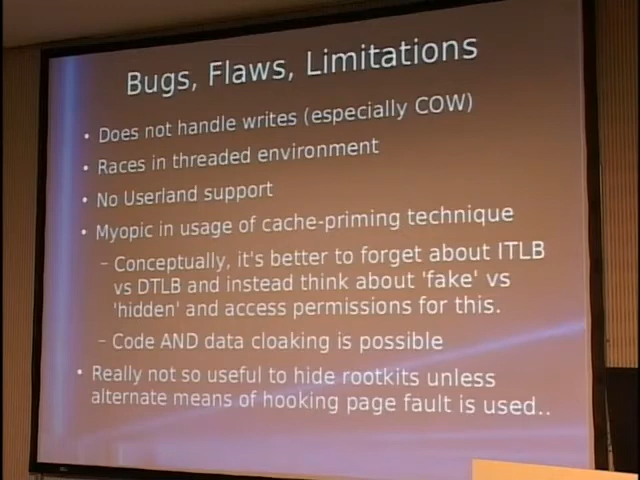 Bugs, Flaws, Limitations
• Does not handle writes (especially COW)
• Races in threaded environment
• No Userland support
• Myopic in usage of cache-priming technique
– Conceptually, it's better to forget about ITLB
vs DTLB and instead think about 'fake' vs
'hidden' and access permissions for this.
– Code AND data cloaking is possible
• Really not so useful to hide rootkits unless
alternate means of hooking page fault is used..